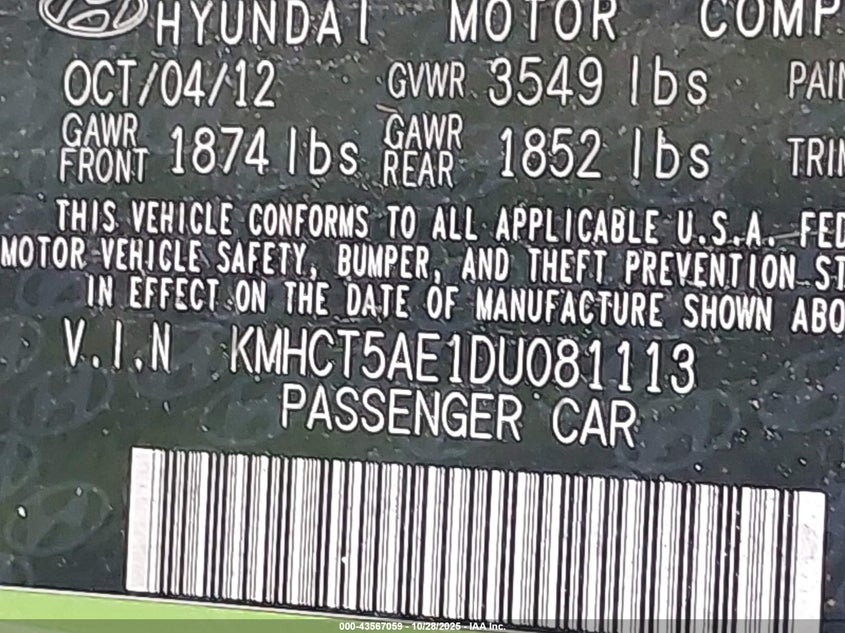 HYUNDAI MOTOR COMP
OCT/04/12 GVWR 3549 lbs PAIN
GAWR FRONT 1874 lbs GAWR REAR 1852 lbs TRIM
THIS VEHICLE CONFORMS TO ALL APPLICABLE U.S.A. FED
MOTOR VEHICLE SAFETY, BUMPER, AND THEFT PREVENTION ST
IN EFFECT ON THE DATE OF MANUFACTURE SHOWN ABO
V.I.N KMHCT5AE1DU081113
PASSENGER CAR
000-43567059 - 10/28/2025 - IAA Inc.